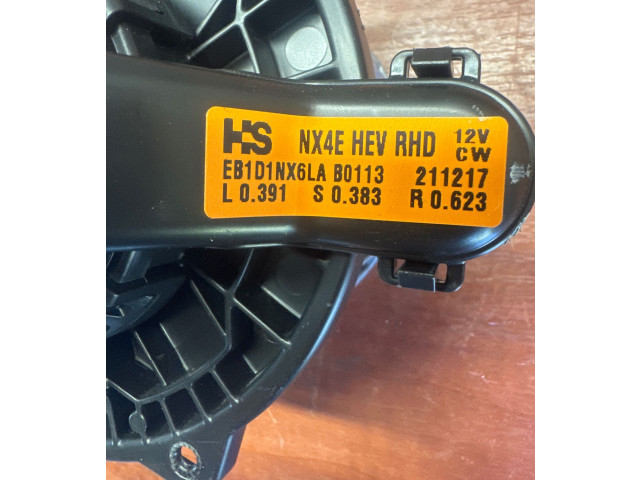 HS NX4E HEV RHD 12V CW
EB1D1NX6LA B0113 211217
L 0.391 S 0.383 R 0.623